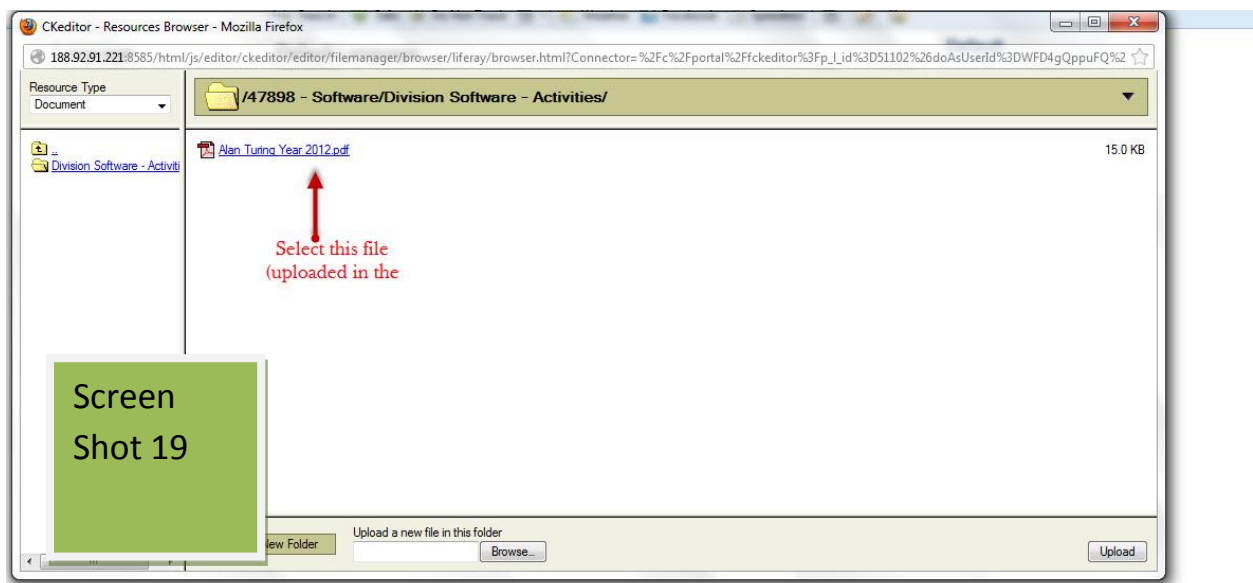 CKeditor - Resources Browser - Mozilla Firefox
188.92.91.221:8585/html/js/editor/ckeditor/editor/filemanager/browser/liferay/browser.html?Connector=%2Fc%2Fportal%2Ffckeditor%3Fp_l_id%3D51102%26doAsUserId%3DWFD4gQppuFQ%2
Resource Type
Document
/47898 - Software/Division Software - Activities/
..
Division Software - Activiti
Alan Turing Year 2012.pdf
15.0 KB
Select this file
(uploaded in the
Screen
Shot 19
Upload a new file in this folder
New Folder
Browse...
Upload